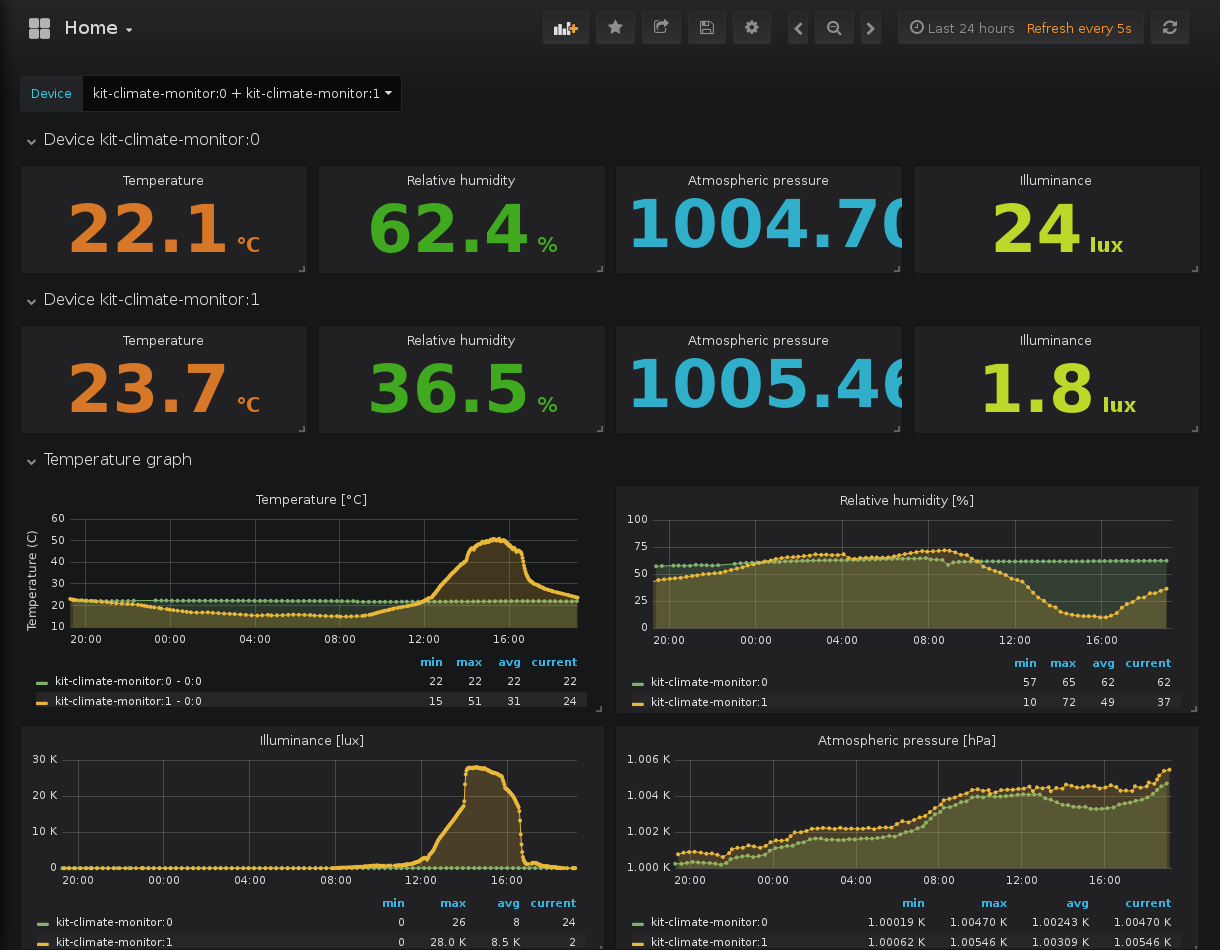 Home
Last 24 hours Refresh every 5s
Device kit-climate-monitor:0 + kit-climate-monitor:1
Device kit-climate-monitor:0
Temperature Relative humidity Atmospheric pressure Illuminance
22.1 °C 62.4 % 1004.70 24 lux
Device kit-climate-monitor:1
Temperature Relative humidity Atmospheric pressure Illuminance
23.7 °C 36.5 % 1005.46 1.8 lux
Temperature graph
Temperature [°C]
Temperature (C)
60
50
40
30
20
10
20:00 00:00 04:00 08:00 12:00 16:00
min max avg current
kit-climate-monitor:0 - 0:0 22 22 22 22
kit-climate-monitor:1 - 0:0 15 51 31 24
Relative humidity [%]
100
75
50
25
0
20:00 00:00 04:00 08:00 12:00 16:00
min max avg current
kit-climate-monitor:0 57 65 62 62
kit-climate-monitor:1 10 72 49 37
Illuminance [lux]
30 K
20 K
10 K
0
20:00 00:00 04:00 08:00 12:00 16:00
min max avg current
kit-climate-monitor:0 0 26 8 24
kit-climate-monitor:1 0 28.0 K 8.5 K 2
Atmospheric pressure [hPa]
1.006 K
1.004 K
1.002 K
1.000 K
20:00 00:00 04:00 08:00 12:00 16:00
min max avg current
kit-climate-monitor:0 1.00019 K 1.00470 K 1.00243 K 1.00470 K
kit-climate-monitor:1 1.00062 K 1.00546 K 1.00309 K 1.00546 K